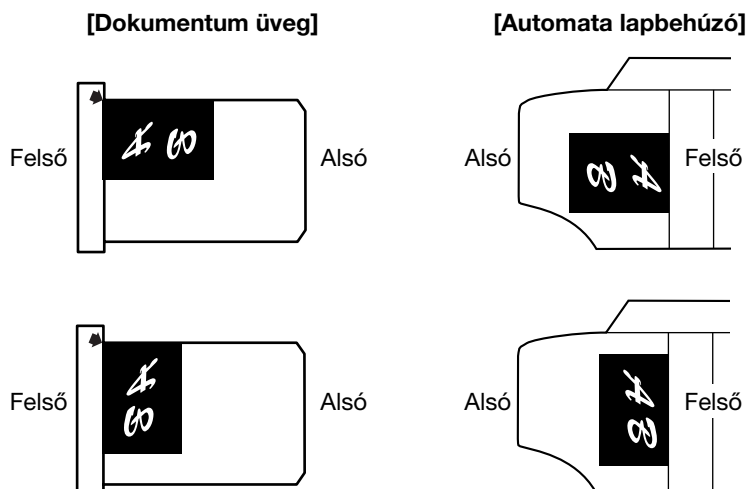 [Dokumentum üveg]
[Automata lapbehúzó]
Felső
A B
Alsó
Alsó
A B
Felső
Felső
A B
Alsó
Alsó
A B
Felső